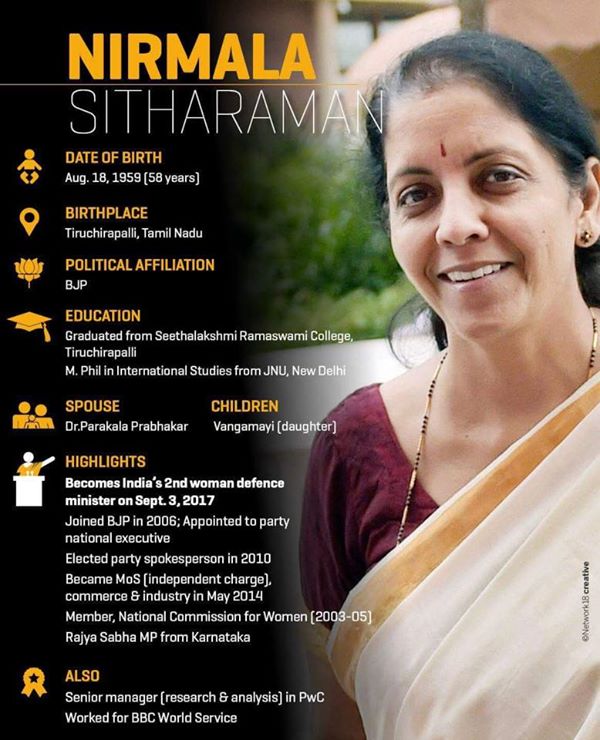 NIRMALA
SITHARAMAN
DATE OF BIRTH
Aug. 18, 1959 (58 years)
BIRTHPLACE
Tiruchirapalli, Tamil Nadu
POLITICAL AFFILIATION
BJP
EDUCATION
Graduated from Seethalakshmi Ramaswami College,
Tiruchirapalli
M. Phil in International Studies from JNU, New Delhi
SPOUSE
Dr.Parakala Prabhakar
CHILDREN
Vangamayi (daughter)
HIGHLIGHTS
Becomes India's 2nd woman defence
minister on Sept. 3, 2017
Joined BJP in 2006; Appointed to party
national executive
Elected party spokesperson in 2010
Became MoS (independent charge),
commerce & industry in May 2014
Member, National Commission for Women (2003-05)
Rajya Sabha MP from Karnataka
ALSO
Senior manager (research & analysis) in PwC
Worked for BBC World Service
©Network18 creative